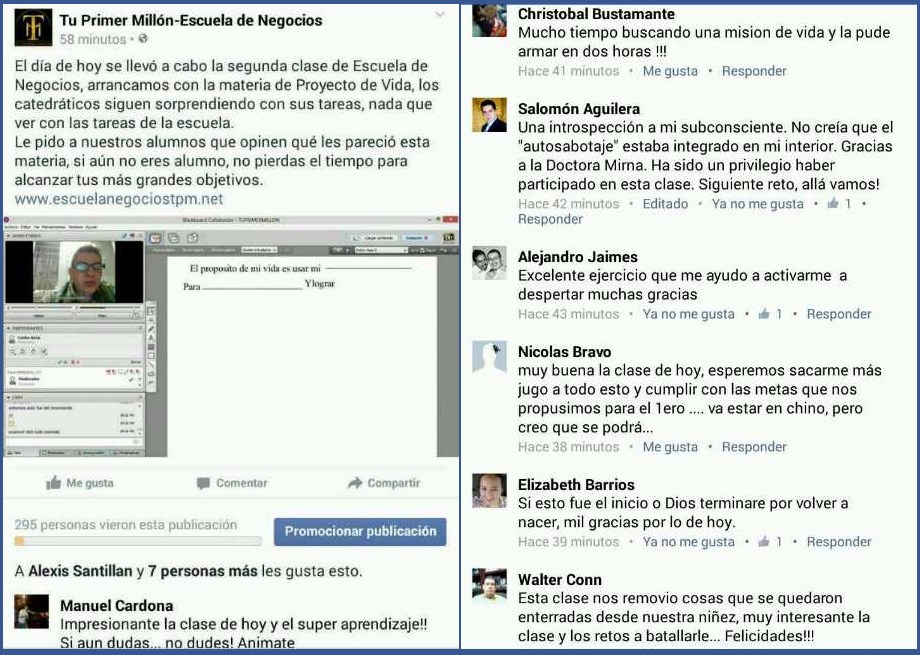 Tu Primer Millón-Escuela de Negocios
58 minutos
El día de hoy se llevó a cabo la segunda clase de Escuela de
Negocios, arrancamos con la materia de Proyecto de Vida, los
catedráticos siguen sorprendiendo con sus tareas, nada que
ver con las tareas de la escuela.
Le pido a nuestros alumnos que opinen qué les pareció esta
materia, si aún no eres alumno, no pierdas el tiempo para
alcanzar tus más grandes objetivos.
www.escuelanegociostpm.net
Blackboard Collaborate - TUPRIMERMILLON
El proposito de mi vida es usar mi
Para Ylograr
Me gusta Comentar Compartir
295 personas vieron esta publicación
Promocionar publicación
A Alexis Santillan y 7 personas más les gusta esto.
Manuel Cardona
Impresionante la clase de hoy y el super aprendizaje!!
Si aun dudas... no dudes! Animate
Christobal Bustamante
Mucho tiempo buscando una mision de vida y la pude
armar en dos horas !!!
Hace 41 minutos • Me gusta • Responder
Salomón Aguilera
Una introspección a mi subconsciente. No creía que el
"autosabotaje" estaba integrado en mi interior. Gracias
a la Doctora Mirna. Ha sido un privilegio haber
participado en esta clase. Siguiente reto, allá vamos!
Hace 42 minutos • Editado • Ya no me gusta • 1 •
Responder
Alejandro Jaimes
Excelente ejercicio que me ayudo a activarme a
despertar muchas gracias
Hace 43 minutos • Ya no me gusta • 1 • Responder
Nicolas Bravo
muy buena la clase de hoy, esperemos sacarme más
jugo a todo esto y cumplir con las metas que nos
propusimos para el 1ero .... va estar en chino, pero
creo que se podrá...
Hace 38 minutos • Me gusta • Responder
Elizabeth Barrios
Si esto fue el inicio o Dios terminare por volver a
nacer, mil gracias por lo de hoy.
Hace 39 minutos • Ya no me gusta • 1 • Responder
Walter Conn
Esta clase nos removio cosas que se quedaron
enterradas desde nuestra niñez, muy interesante la
clase y los retos a batallarle... Felicidades!!!